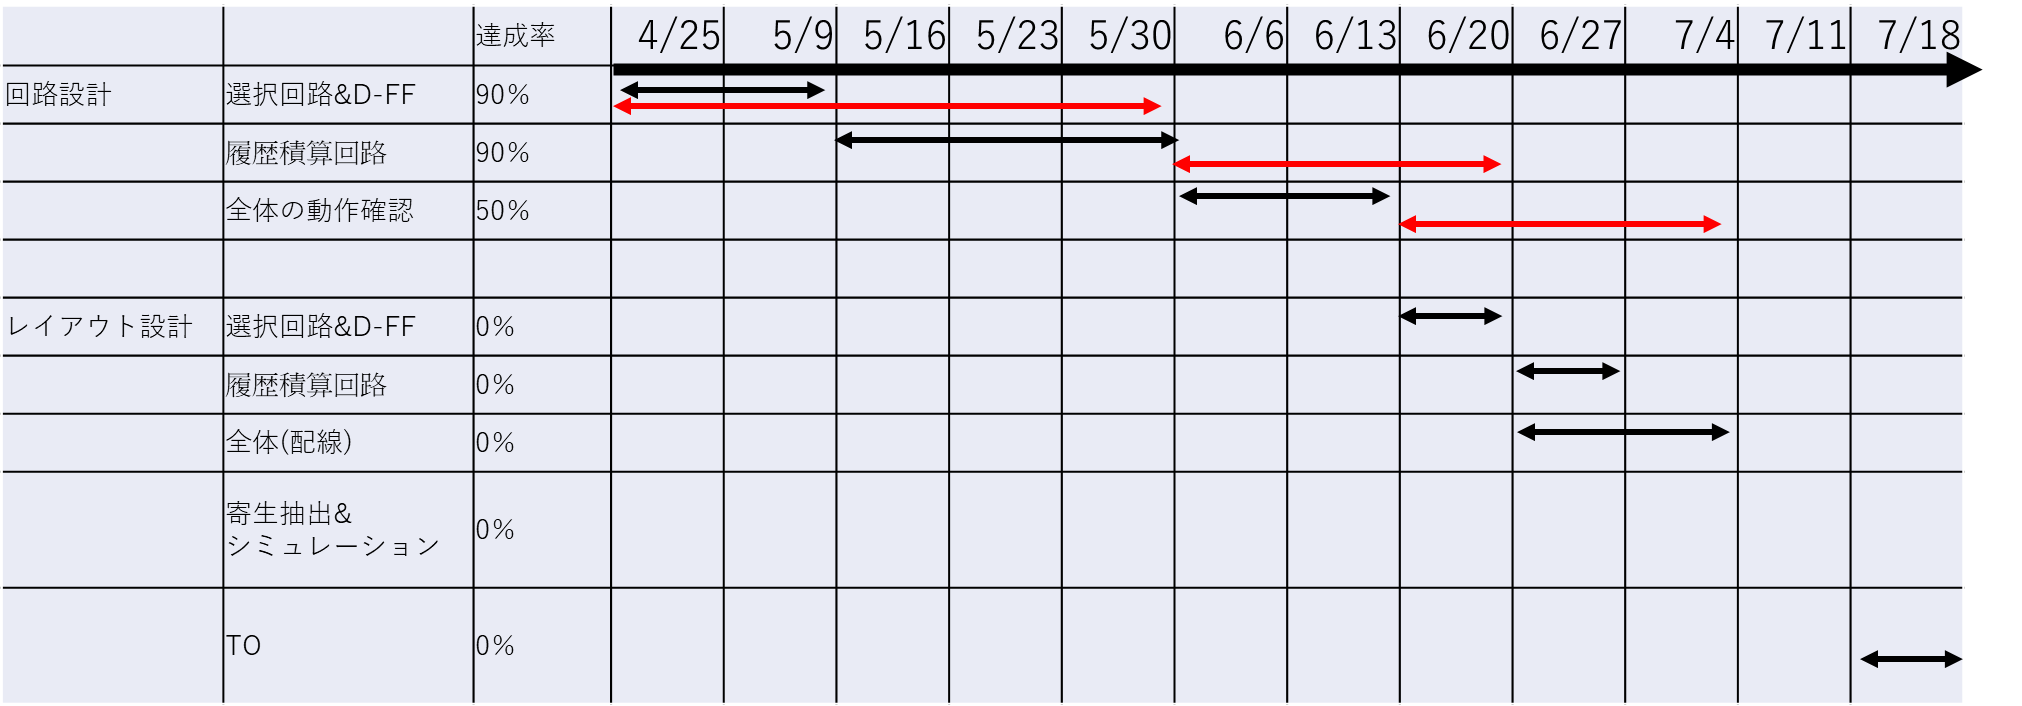 達成率 4/25 5/9 5/16 5/23 5/30 6/6 6/13 6/20 6/27 7/4 7/11 7/18
回路設計 選択回路&D-FF 90%
履歴積算回路 90%
全体の動作確認 50%
レイアウト設計 選択回路&D-FF 0%
履歴積算回路 0%
全体(配線) 0%
寄生抽出&
シミュレーション 0%
TO 0%